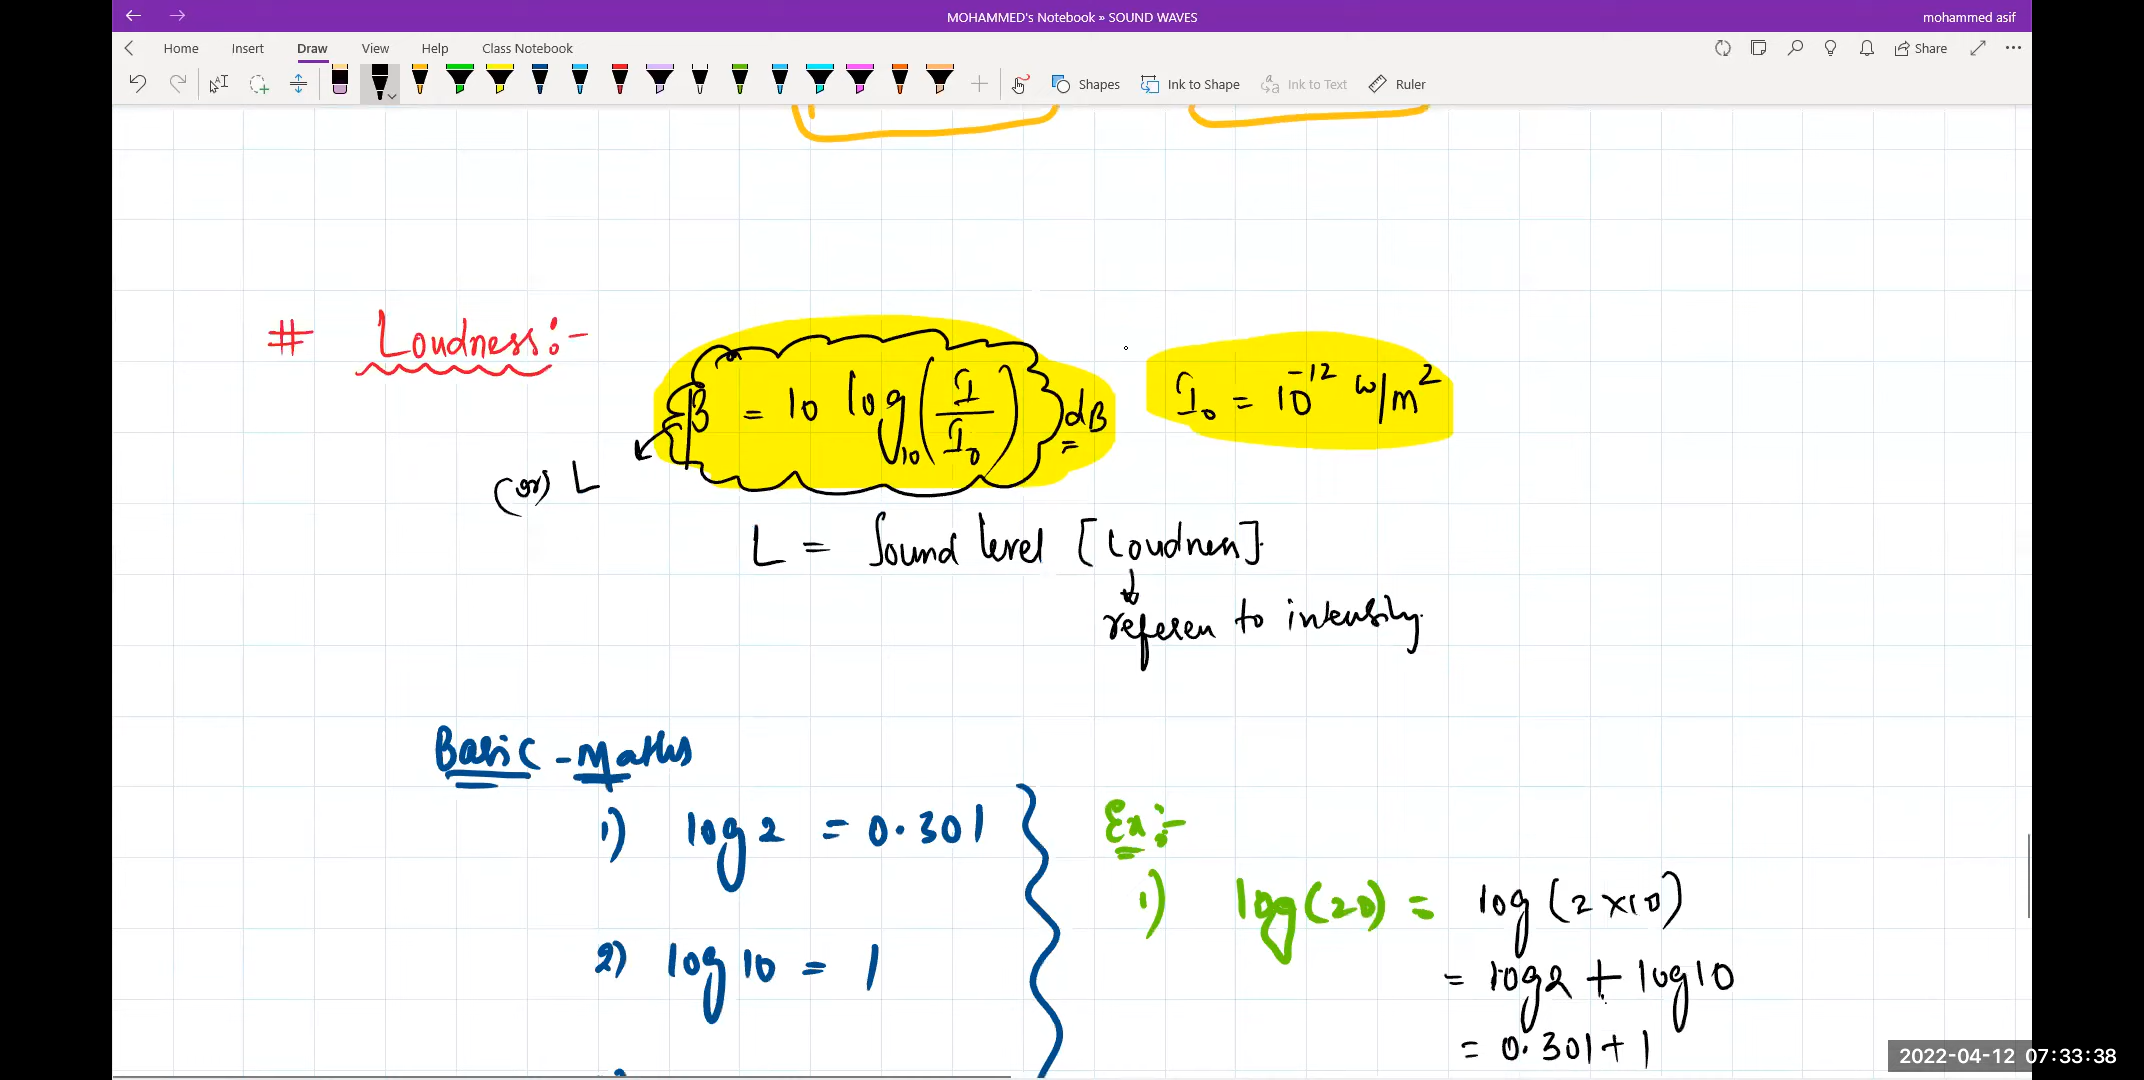 MOHAMMED's Notebook » SOUND WAVES
mohammed asif
Home Insert Draw View Help Class Notebook Share
Shapes Ink to Shape Ink to Text Ruler
# Loudness:-
β = 10 log₁₀(I/I₀) dB
I₀ = 10⁻¹² w/m²
(or) L
L = Sound level [Loudness].
referen to intensity.
Basic - Maths
1) log 2 = 0.301
Ex:-
1) log(20) = log(2×10)
2) log 10 = 1
= log2 + log10
= 0.301 + 1
2022-04-12 07:33:38